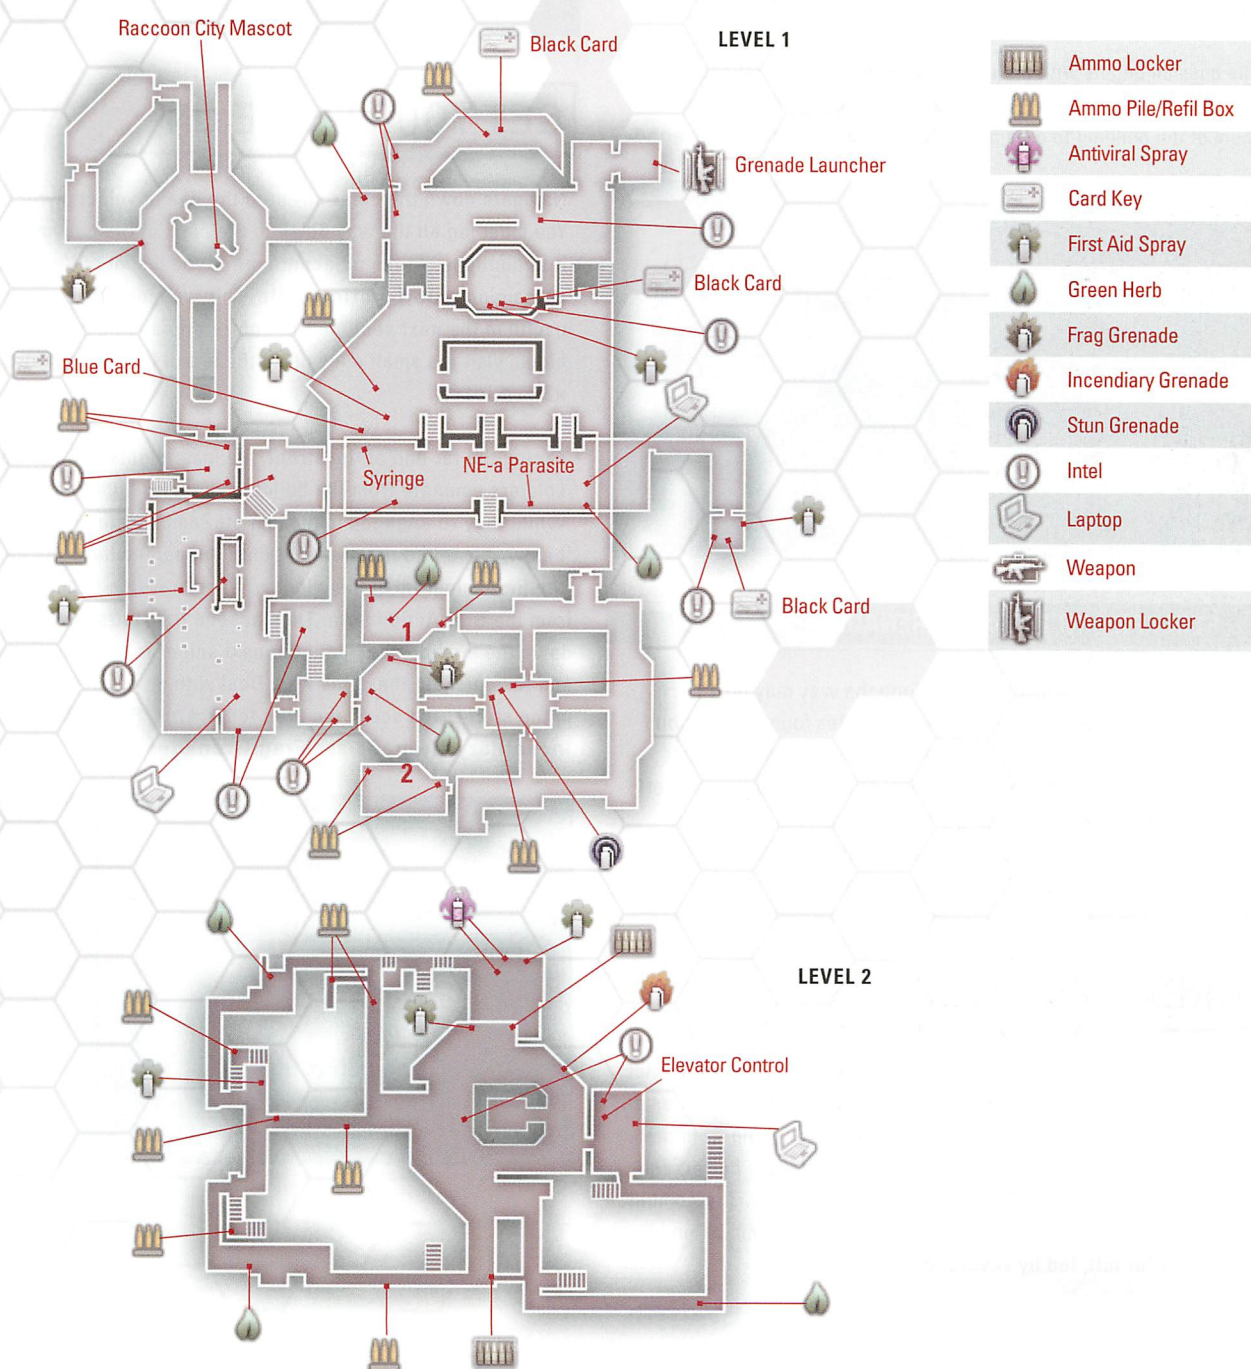 Raccoon City Mascot
Black Card
LEVEL 1
Grenade Launcher
Black Card
Blue Card
Syringe
NE-a Parasite
Black Card
1
2
Ammo Locker
Ammo Pile/Refil Box
Antiviral Spray
Card Key
First Aid Spray
Green Herb
Frag Grenade
Incendiary Grenade
Stun Grenade
Intel
Laptop
Weapon
Weapon Locker
LEVEL 2
Elevator Control